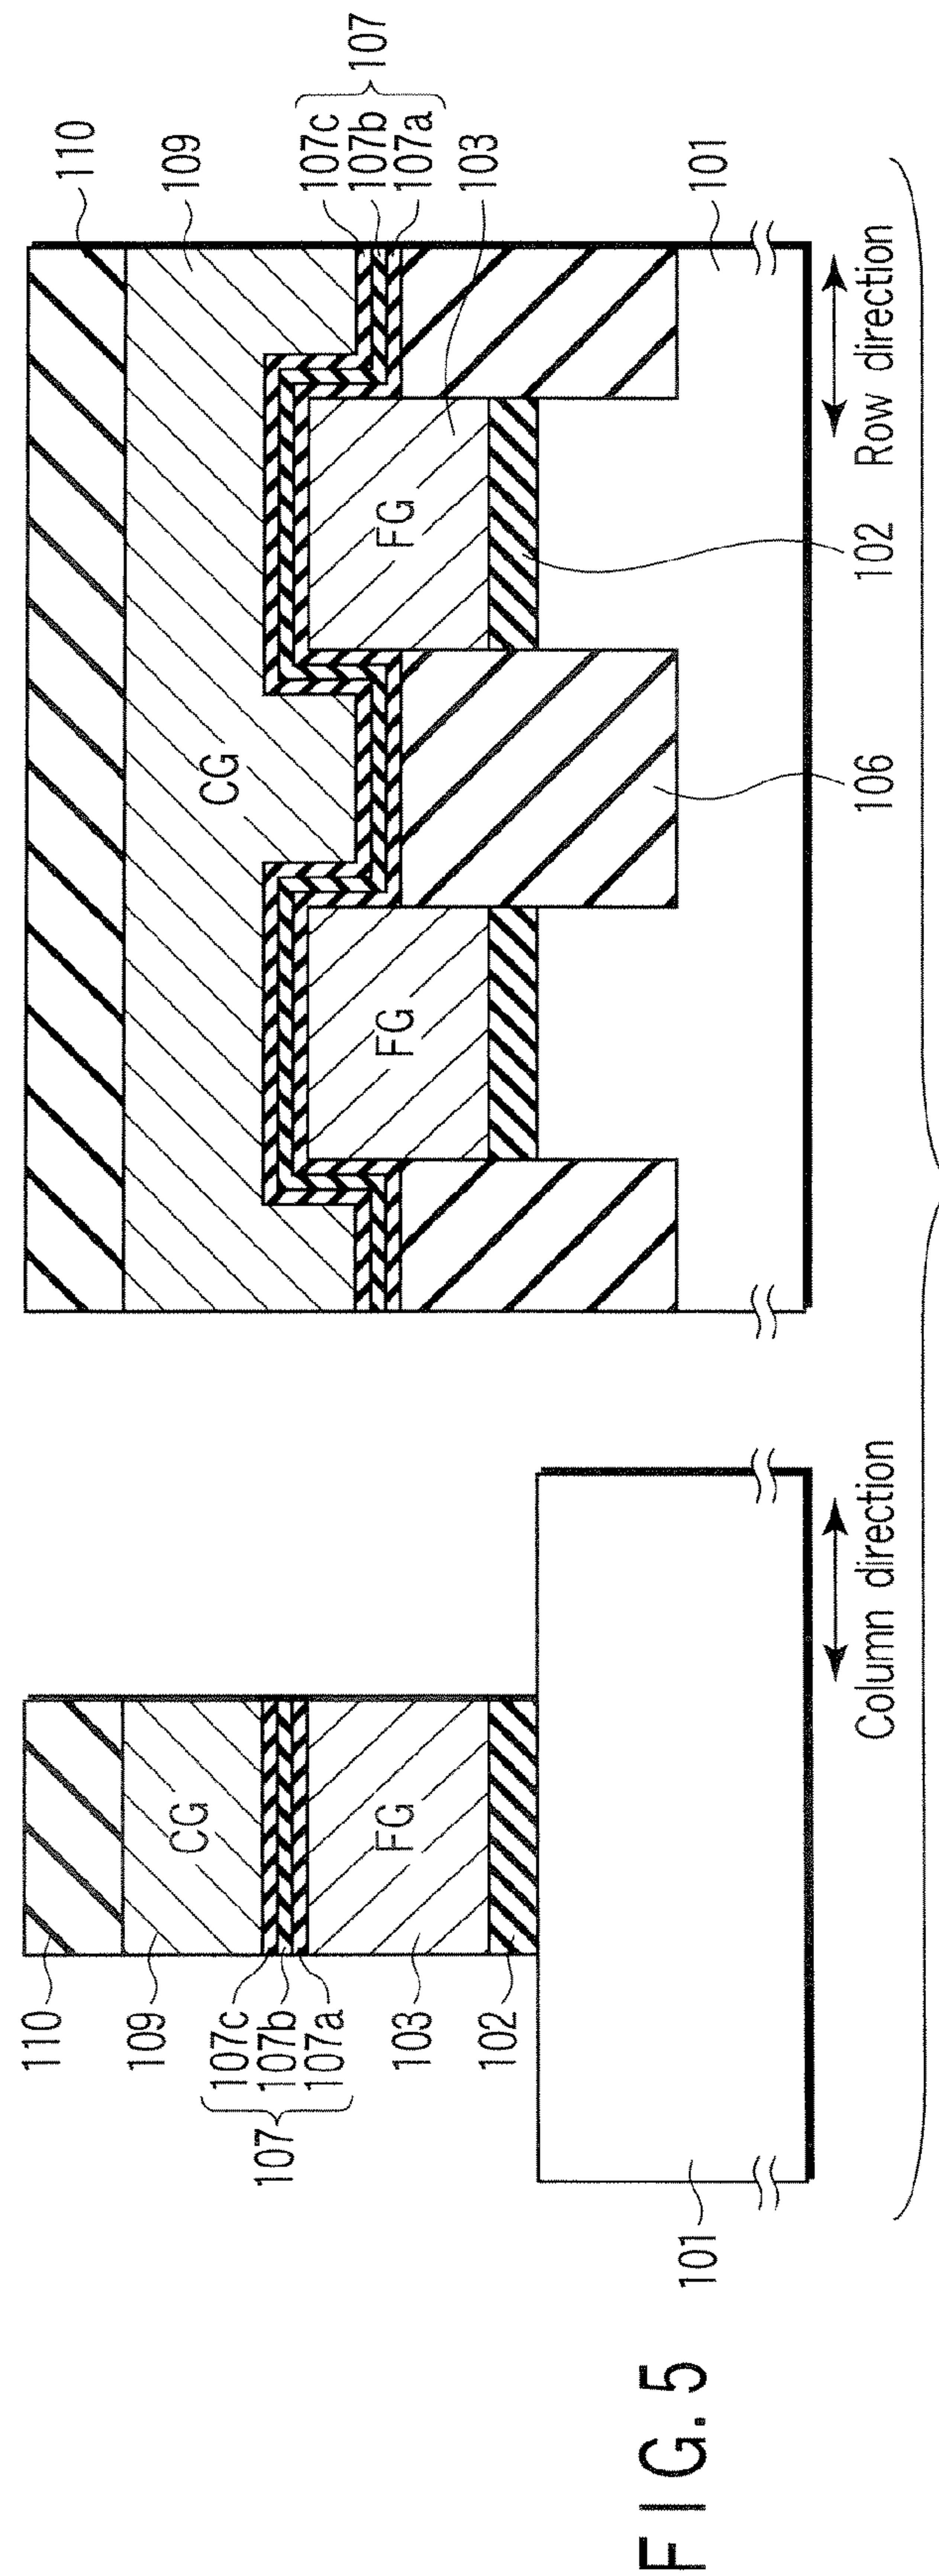 110
109
CG
107c
107b
107a
107
FG
103
102
101
Column direction
110
109
CG
107c
107b
107a
107
FG
FG
103
101
106
102
Row direction
FIG. 5